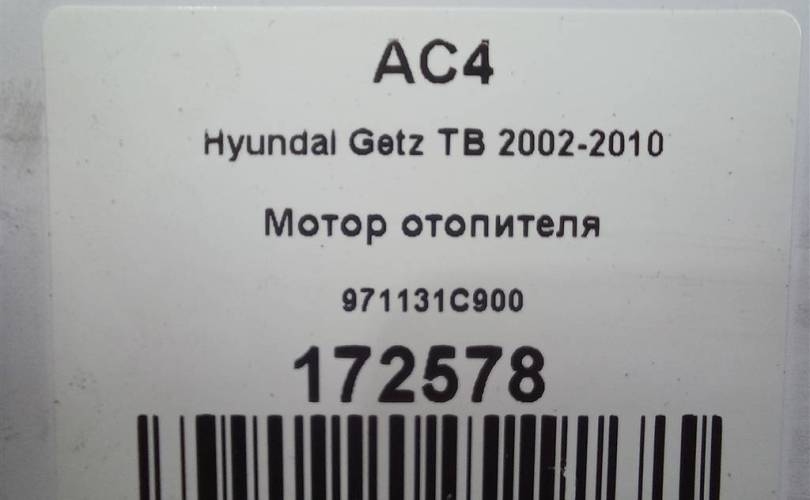 AC4
Hyundai Getz TB 2002-2010
Мотор отопителя
971131C900
172578